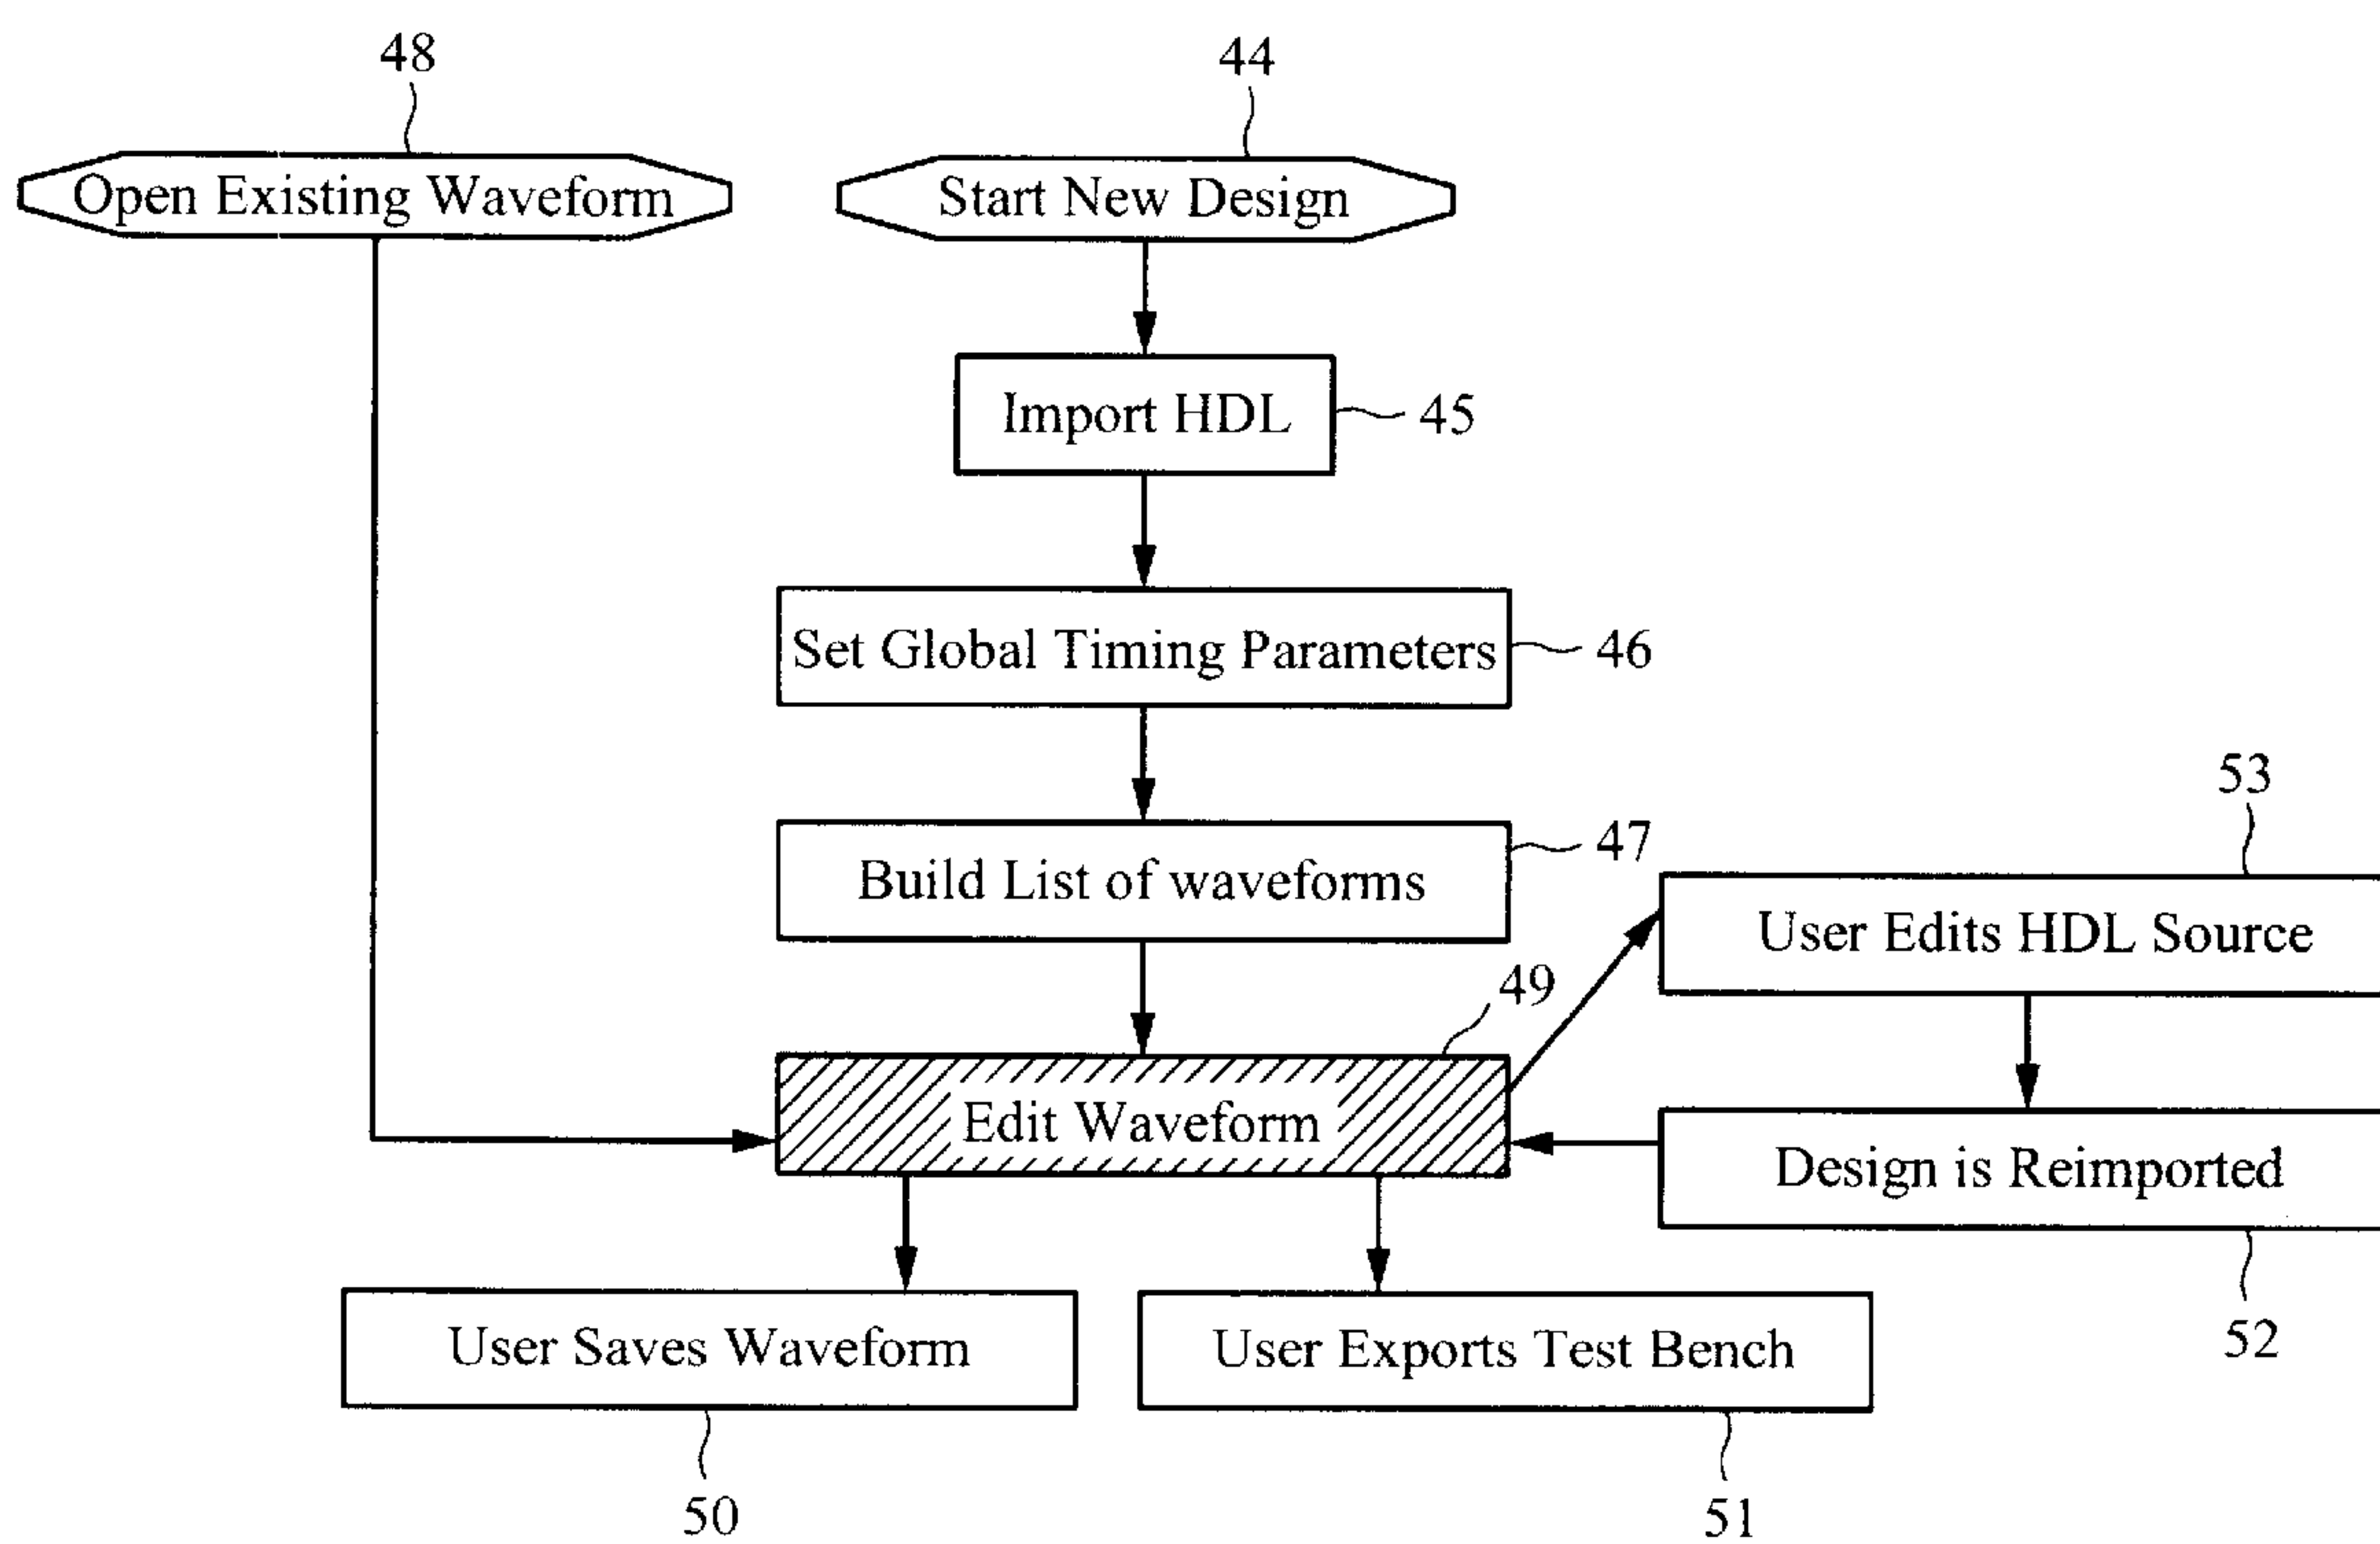 48
44
Open Existing Waveform
Start New Design
Import HDL
45
Set Global Timing Parameters
46
Build List of waveforms
47
53
User Edits HDL Source
49
Edit Waveform
Design is Reimported
52
User Saves Waveform
User Exports Test Bench
50
51